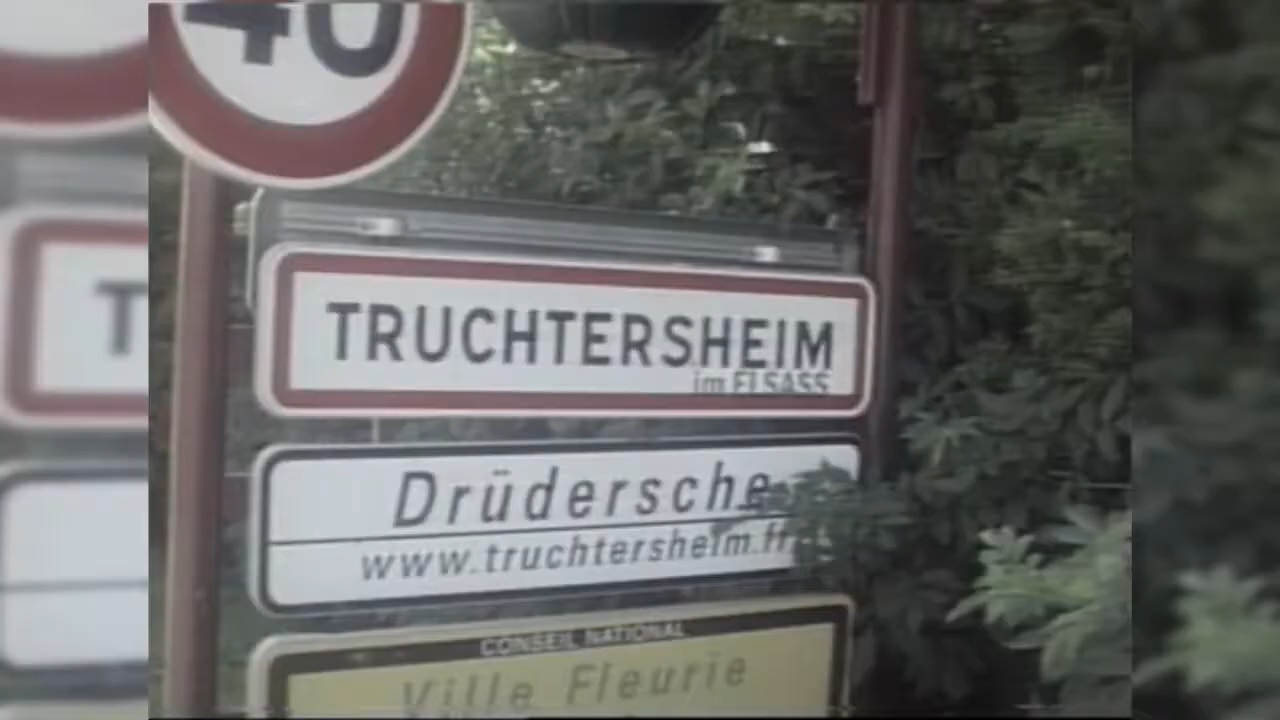 40
TRUCHTERSHEIM
im ELSASS
Drüdersche
www.truchtersheim.fr
CONSEIL NATIONAL
Ville Fleurie